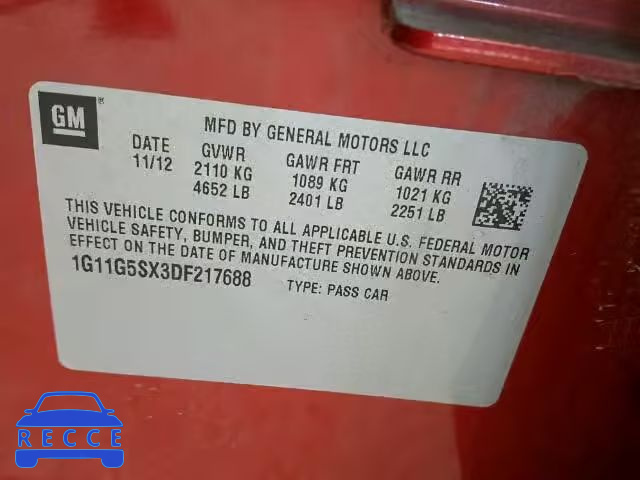 GM ®
MFD BY GENERAL MOTORS LLC
DATE GVWR GAWR FRT GAWR RR
11/12 2110 KG 1089 KG 1021 KG
4652 LB 2401 LB 2251 LB
THIS VEHICLE CONFORMS TO ALL APPLICABLE U.S. FEDERAL MOTOR
VEHICLE SAFETY, BUMPER, AND THEFT PREVENTION STANDARDS IN
EFFECT ON THE DATE OF MANUFACTURE SHOWN ABOVE.
1G11G5SX3DF217688 TYPE: PASS CAR
RECCE